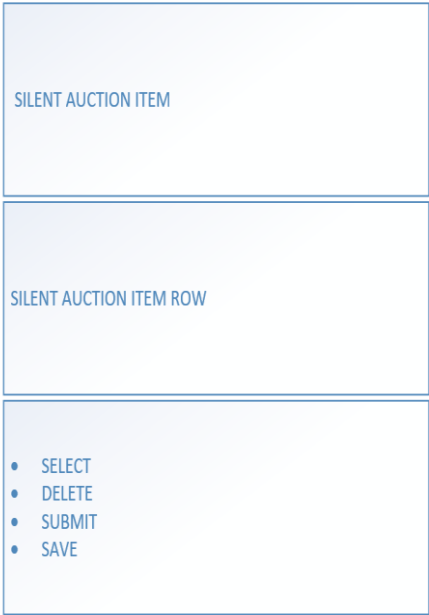 SILENT AUCTION ITEM
SILENT AUCTION ITEM ROW
• SELECT
• DELETE
• SUBMIT
• SAVE